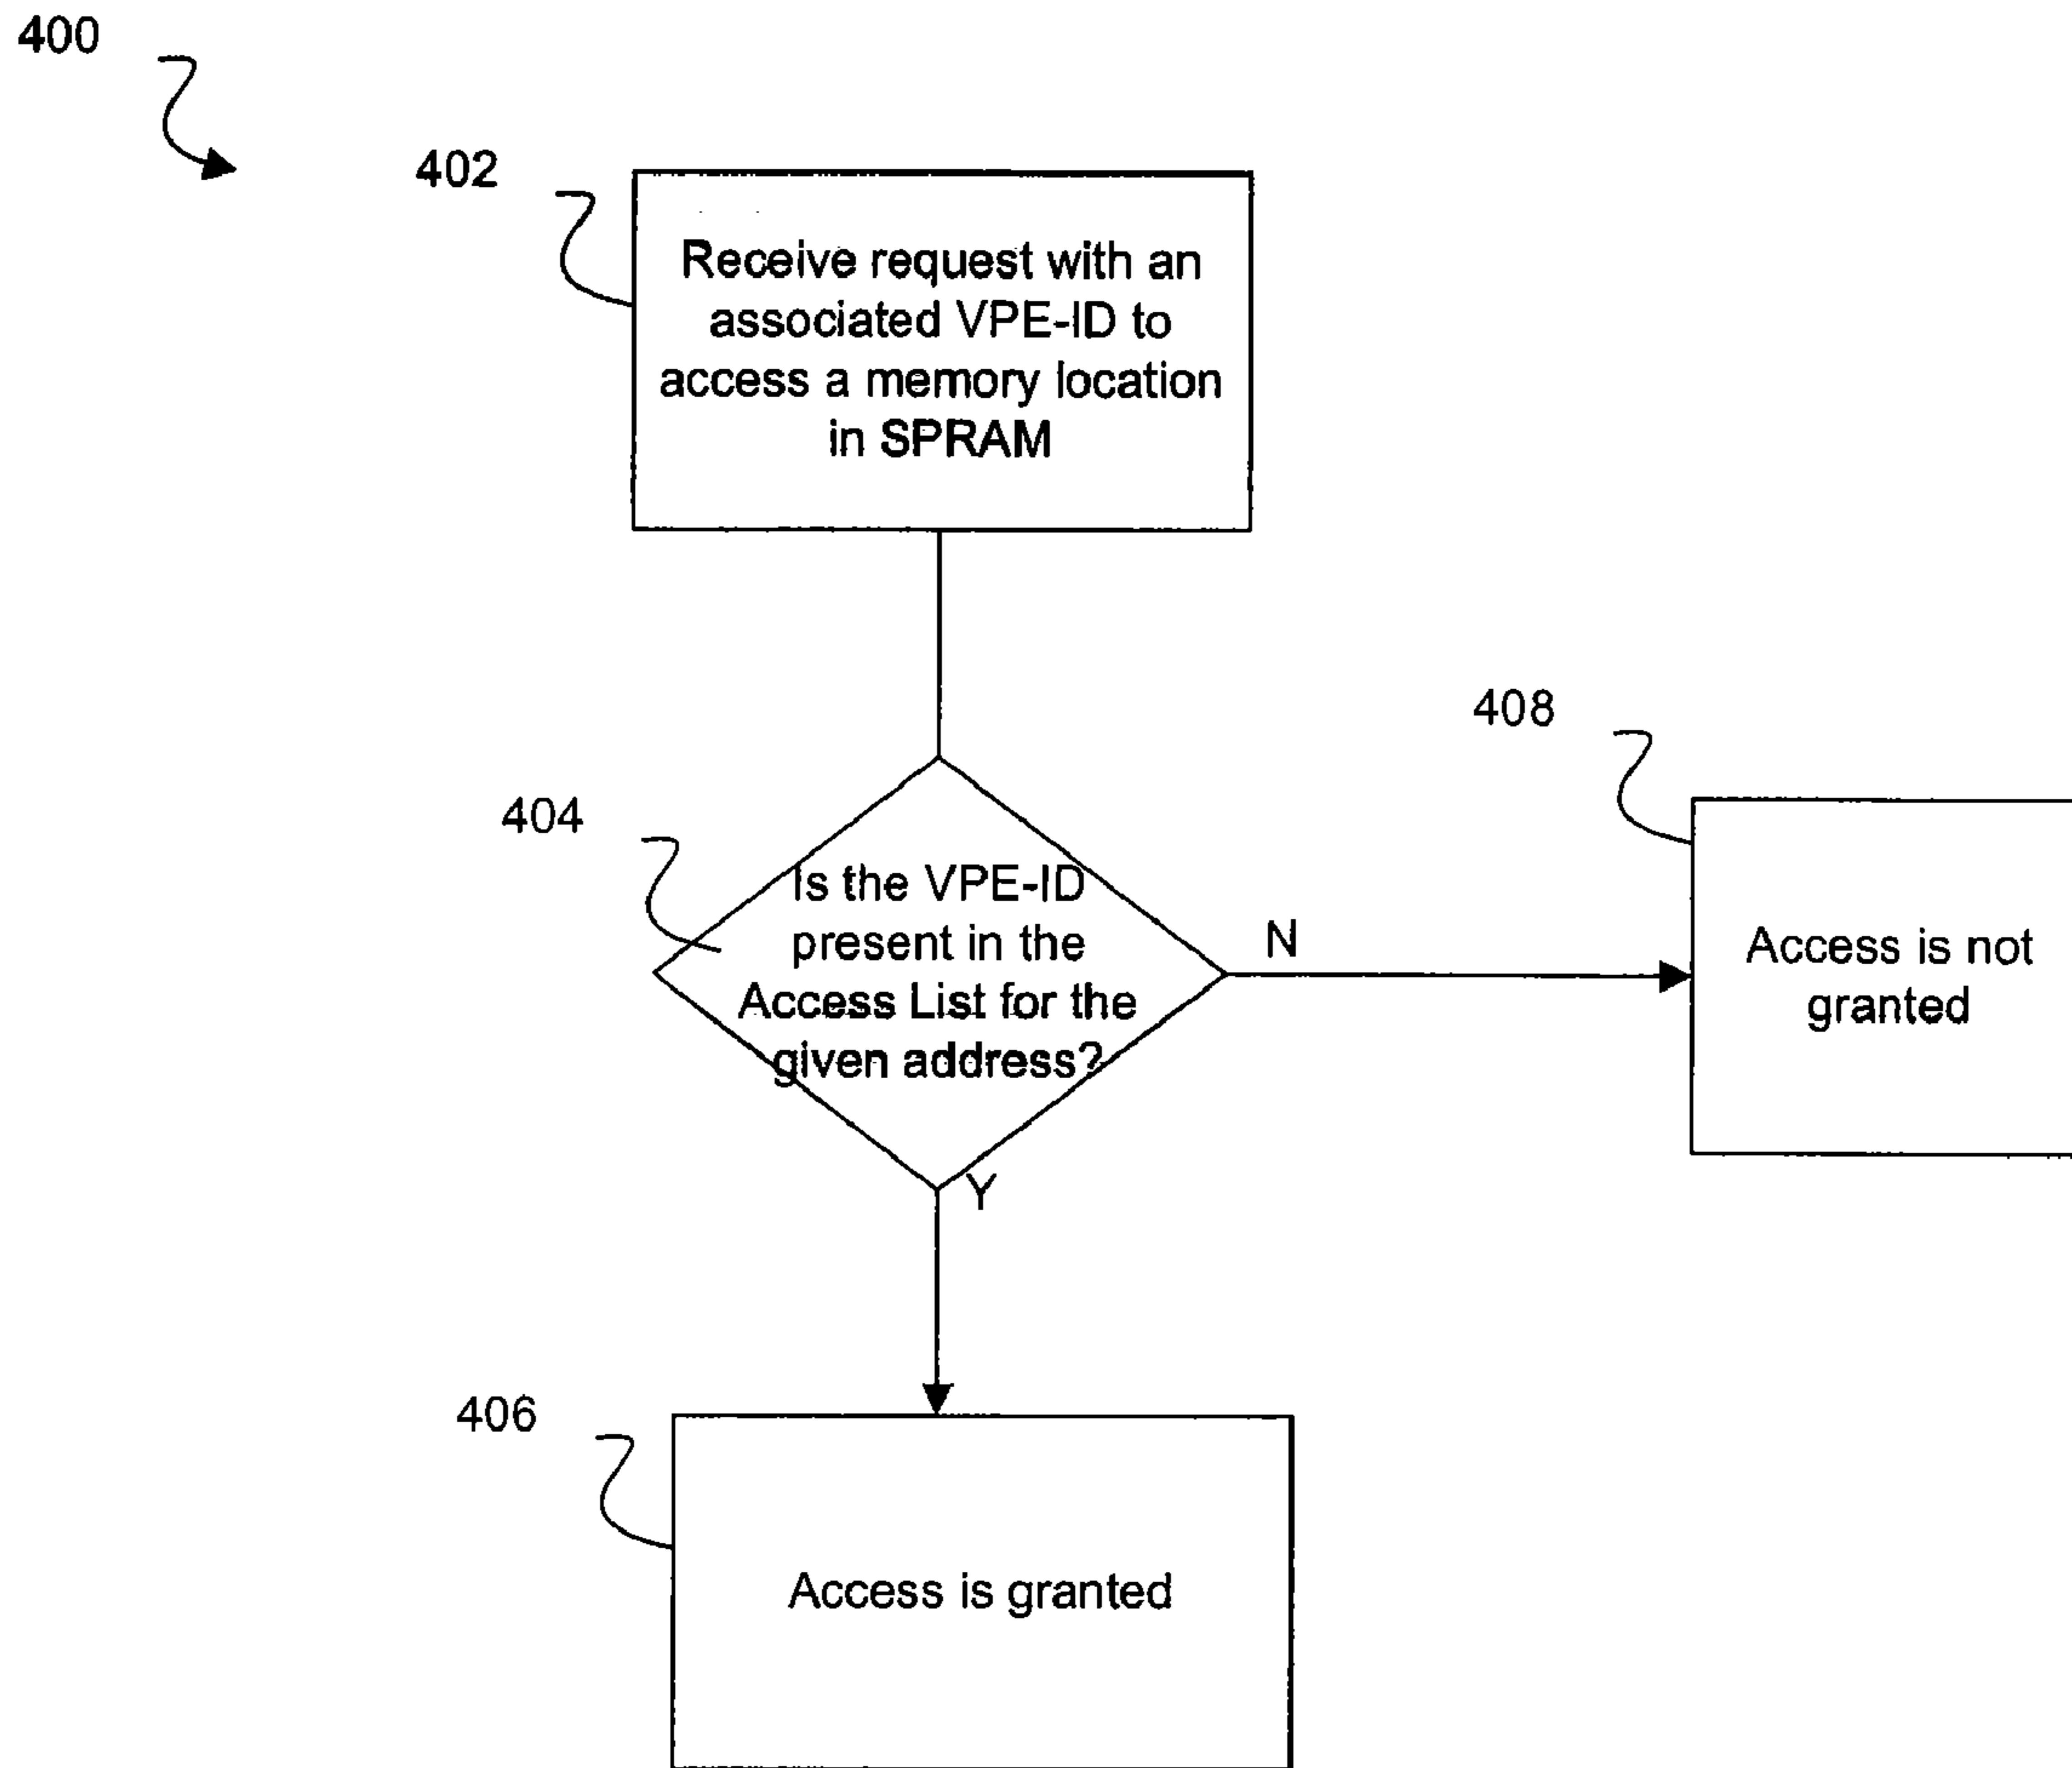 400
402
Receive request with an
associated VPE-ID to
access a memory location
in SPRAM
404
Is the VPE-ID
present in the
Access List for the
given address?
N
408
Access is not
granted
Y
406
Access is granted